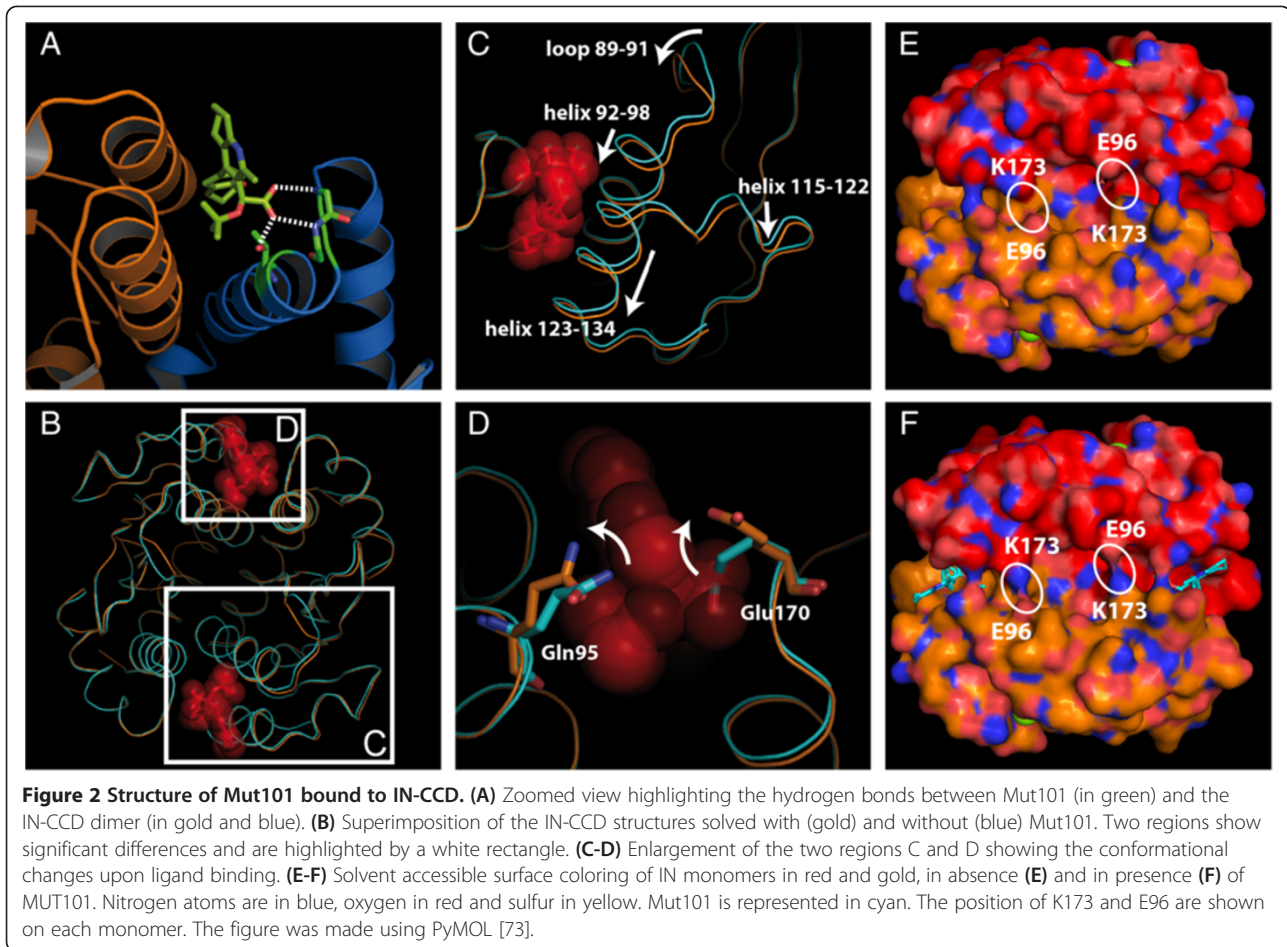 A
C
loop 89-91
helix 92-98
helix 115-122
helix 123-134
E
K173
E96
E96
K173
B
D
C
D
Gln95
Glu170
F
K173
E96
E96
K173
Figure 2 Structure of Mut101 bound to IN-CCD. (A) Zoomed view highlighting the hydrogen bonds between Mut101 (in green) and the
IN-CCD dimer (in gold and blue). (B) Superimposition of the IN-CCD structures solved with (gold) and without (blue) Mut101. Two regions show
significant differences and are highlighted by a white rectangle. (C-D) Enlargement of the two regions C and D showing the conformational
changes upon ligand binding. (E-F) Solvent accessible surface coloring of IN monomers in red and gold, in absence (E) and in presence (F) of
MUT101. Nitrogen atoms are in blue, oxygen in red and sulfur in yellow. Mut101 is represented in cyan. The position of K173 and E96 are shown
on each monomer. The figure was made using PyMOL [73].